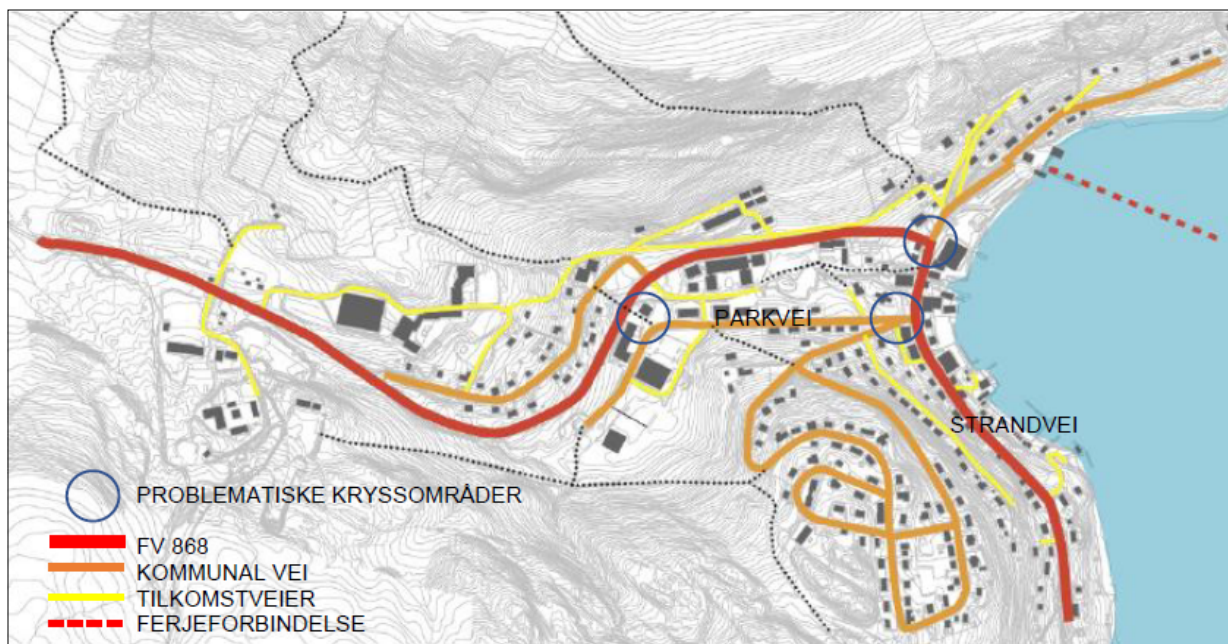 PARKVEI
STRANDVEI
PROBLEMATISKE KRYSSOMRÅDER
FV 868
KOMMUNAL VEI
TILKOMSTVEIER
FERJEFORBINDELSE